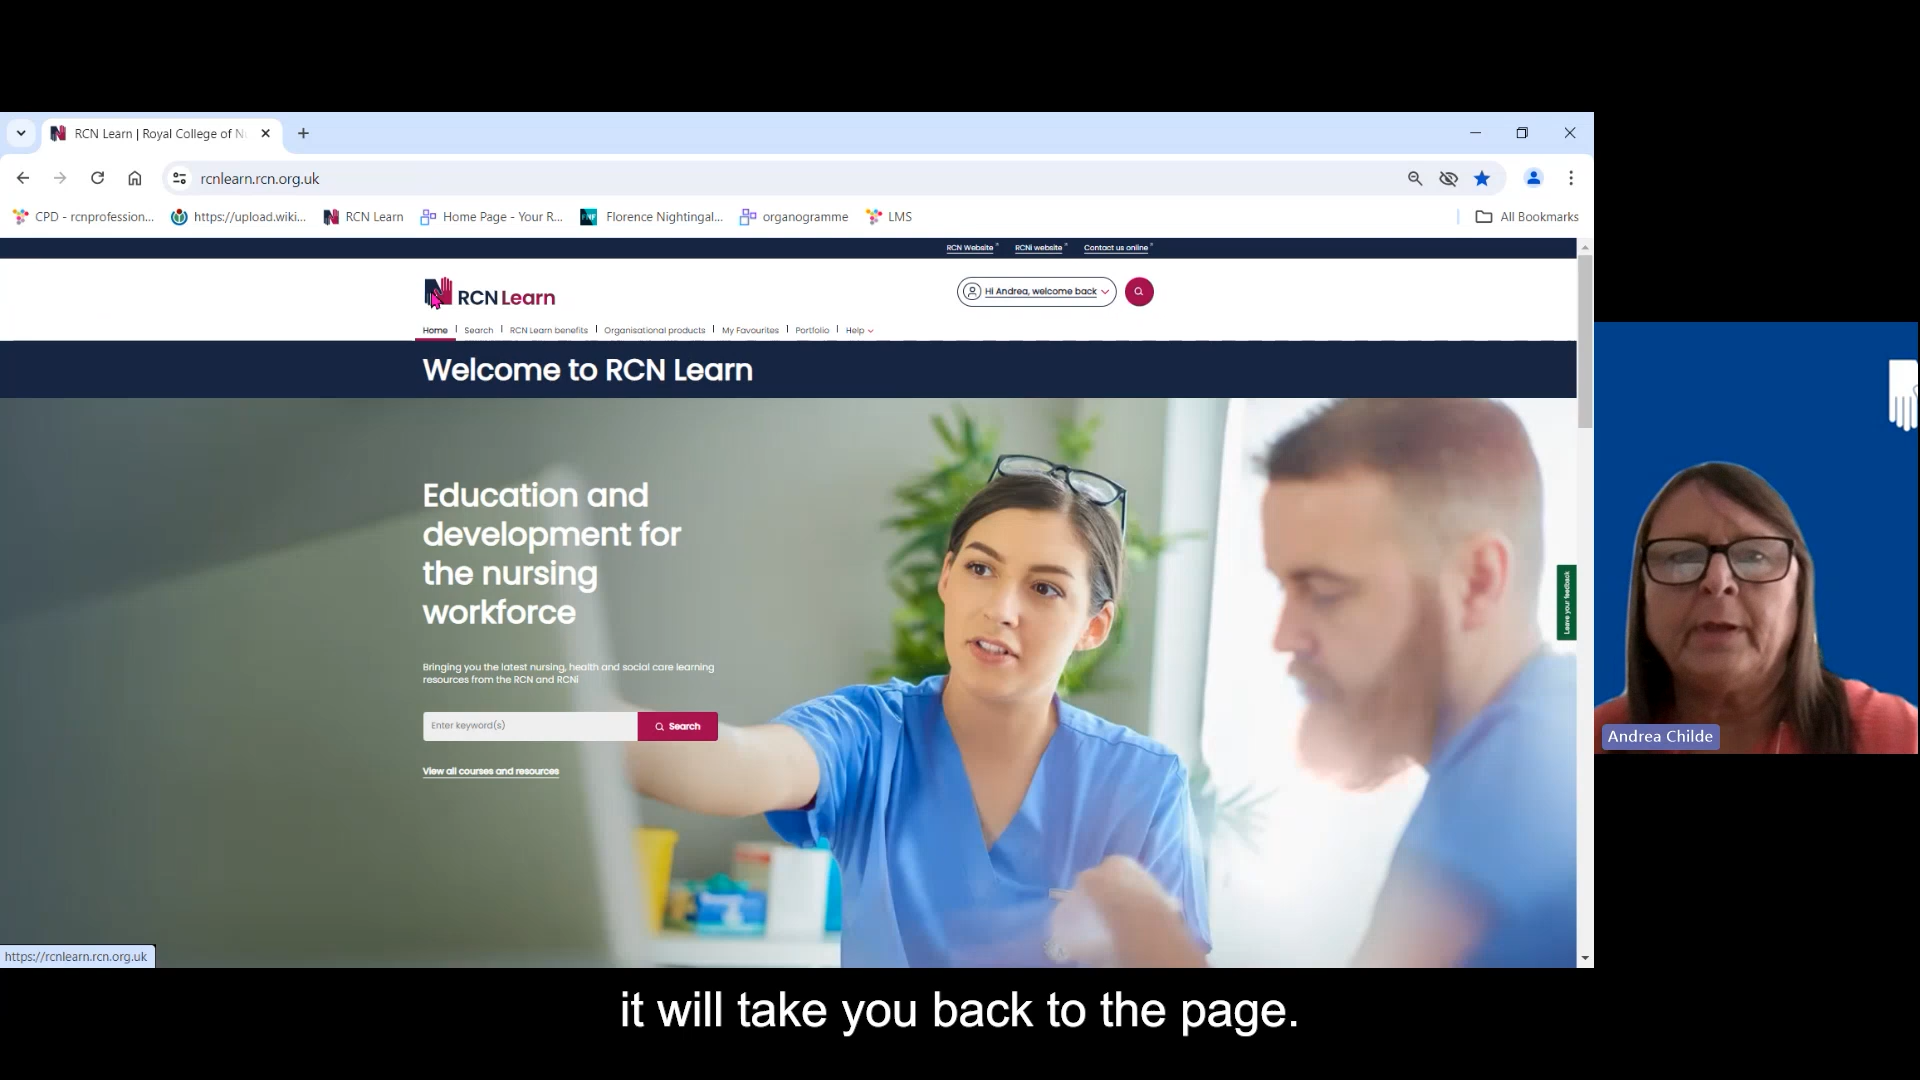 RCN Learn | Royal College of Nu
rcnlearn.rcn.org.uk
CPD - rcnprofession...
https://upload.wiki...
RCN Learn
Home Page - Your R...
FNF
Florence Nightingal...
organogramme
LMS
All Bookmarks
RCN Website
RCNi website
Contact us online
RCN Learn
Hi Andrea, welcome back
Home
Search
RCN Learn benefits
Organisational products
My Favourites
Portfolio
Help
Welcome to RCN Learn
Education and
development for
the nursing
workforce
Bringing you the latest nursing, health and social care learning
resources from the RCN and RCNi
Enter keyword(s)
Search
View all courses and resources
Leave your feedback
Andrea Childe
https://rcnlearn.rcn.org.uk
it will take you back to the page.